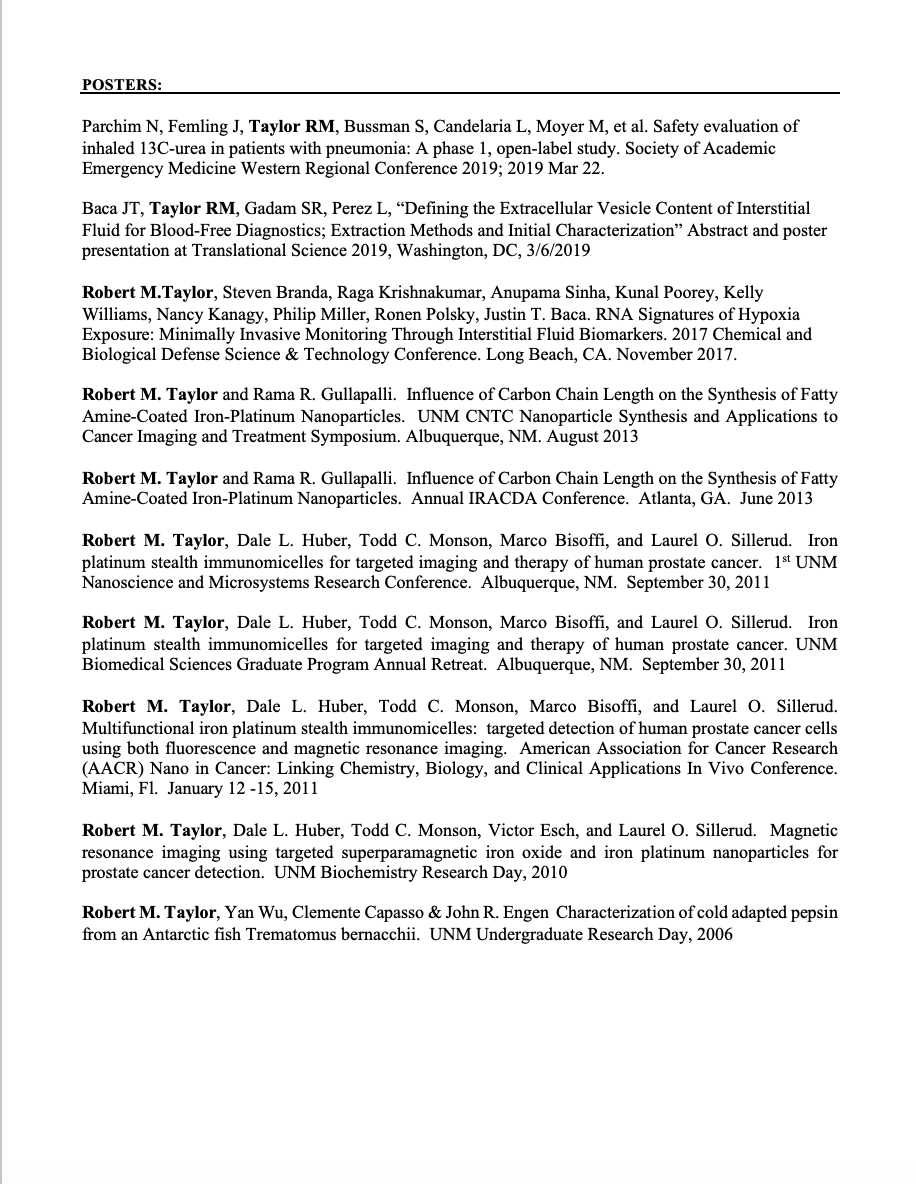 POSTERS:
Parchim N, Femling J, Taylor RM, Bussman S, Candelaria L, Moyer M, et al. Safety evaluation of
inhaled 13C-urea in patients with pneumonia: A phase 1, open-label study. Society of Academic
Emergency Medicine Western Regional Conference 2019; 2019 Mar 22.
Baca JT, Taylor RM, Gadam SR, Perez L, “Defining the Extracellular Vesicle Content of Interstitial
Fluid for Blood-Free Diagnostics; Extraction Methods and Initial Characterization” Abstract and poster
presentation at Translational Science 2019, Washington, DC, 3/6/2019
Robert M.Taylor, Steven Branda, Raga Krishnakumar, Anupama Sinha, Kunal Poorey, Kelly
Williams, Nancy Kanagy, Philip Miller, Ronen Polsky, Justin T. Baca. RNA Signatures of Hypoxia
Exposure: Minimally Invasive Monitoring Through Interstitial Fluid Biomarkers. 2017 Chemical and
Biological Defense Science & Technology Conference. Long Beach, CA. November 2017.
Robert M. Taylor and Rama R. Gullapalli. Influence of Carbon Chain Length on the Synthesis of Fatty
Amine-Coated Iron-Platinum Nanoparticles. UNM CNTC Nanoparticle Synthesis and Applications to
Cancer Imaging and Treatment Symposium. Albuquerque, NM. August 2013
Robert M. Taylor and Rama R. Gullapalli. Influence of Carbon Chain Length on the Synthesis of Fatty
Amine-Coated Iron-Platinum Nanoparticles. Annual IRACDA Conference. Atlanta, GA. June 2013
Robert M. Taylor, Dale L. Huber, Todd C. Monson, Marco Bisoffi, and Laurel O. Sillerud. Iron
platinum stealth immunomicelles for targeted imaging and therapy of human prostate cancer. 1st UNM
Nanoscience and Microsystems Research Conference. Albuquerque, NM. September 30, 2011
Robert M. Taylor, Dale L. Huber, Todd C. Monson, Marco Bisoffi, and Laurel O. Sillerud. Iron
platinum stealth immunomicelles for targeted imaging and therapy of human prostate cancer. UNM
Biomedical Sciences Graduate Program Annual Retreat. Albuquerque, NM. September 30, 2011
Robert M. Taylor, Dale L. Huber, Todd C. Monson, Marco Bisoffi, and Laurel O. Sillerud.
Multifunctional iron platinum stealth immunomicelles: targeted detection of human prostate cancer cells
using both fluorescence and magnetic resonance imaging. American Association for Cancer Research
(AACR) Nano in Cancer: Linking Chemistry, Biology, and Clinical Applications In Vivo Conference.
Miami, Fl. January 12 -15, 2011
Robert M. Taylor, Dale L. Huber, Todd C. Monson, Victor Esch, and Laurel O. Sillerud. Magnetic
resonance imaging using targeted superparamagnetic iron oxide and iron platinum nanoparticles for
prostate cancer detection. UNM Biochemistry Research Day, 2010
Robert M. Taylor, Yan Wu, Clemente Capasso & John R. Engen Characterization of cold adapted pepsin
from an Antarctic fish Trematomus bernacchii. UNM Undergraduate Research Day, 2006